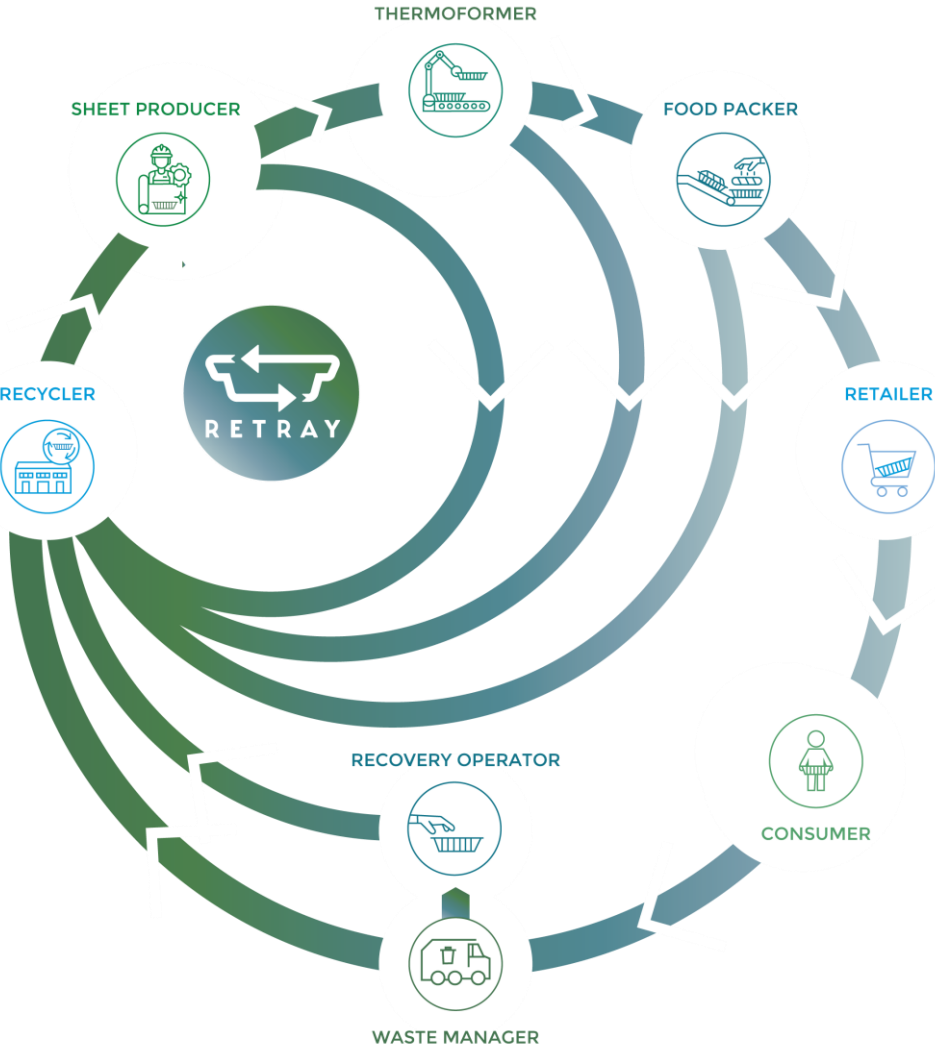 THERMOFORMER
SHEET PRODUCER
FOOD PACKER
RECYCLER
RETAILER
RETRAY
RECOVERY OPERATOR
CONSUMER
WASTE MANAGER